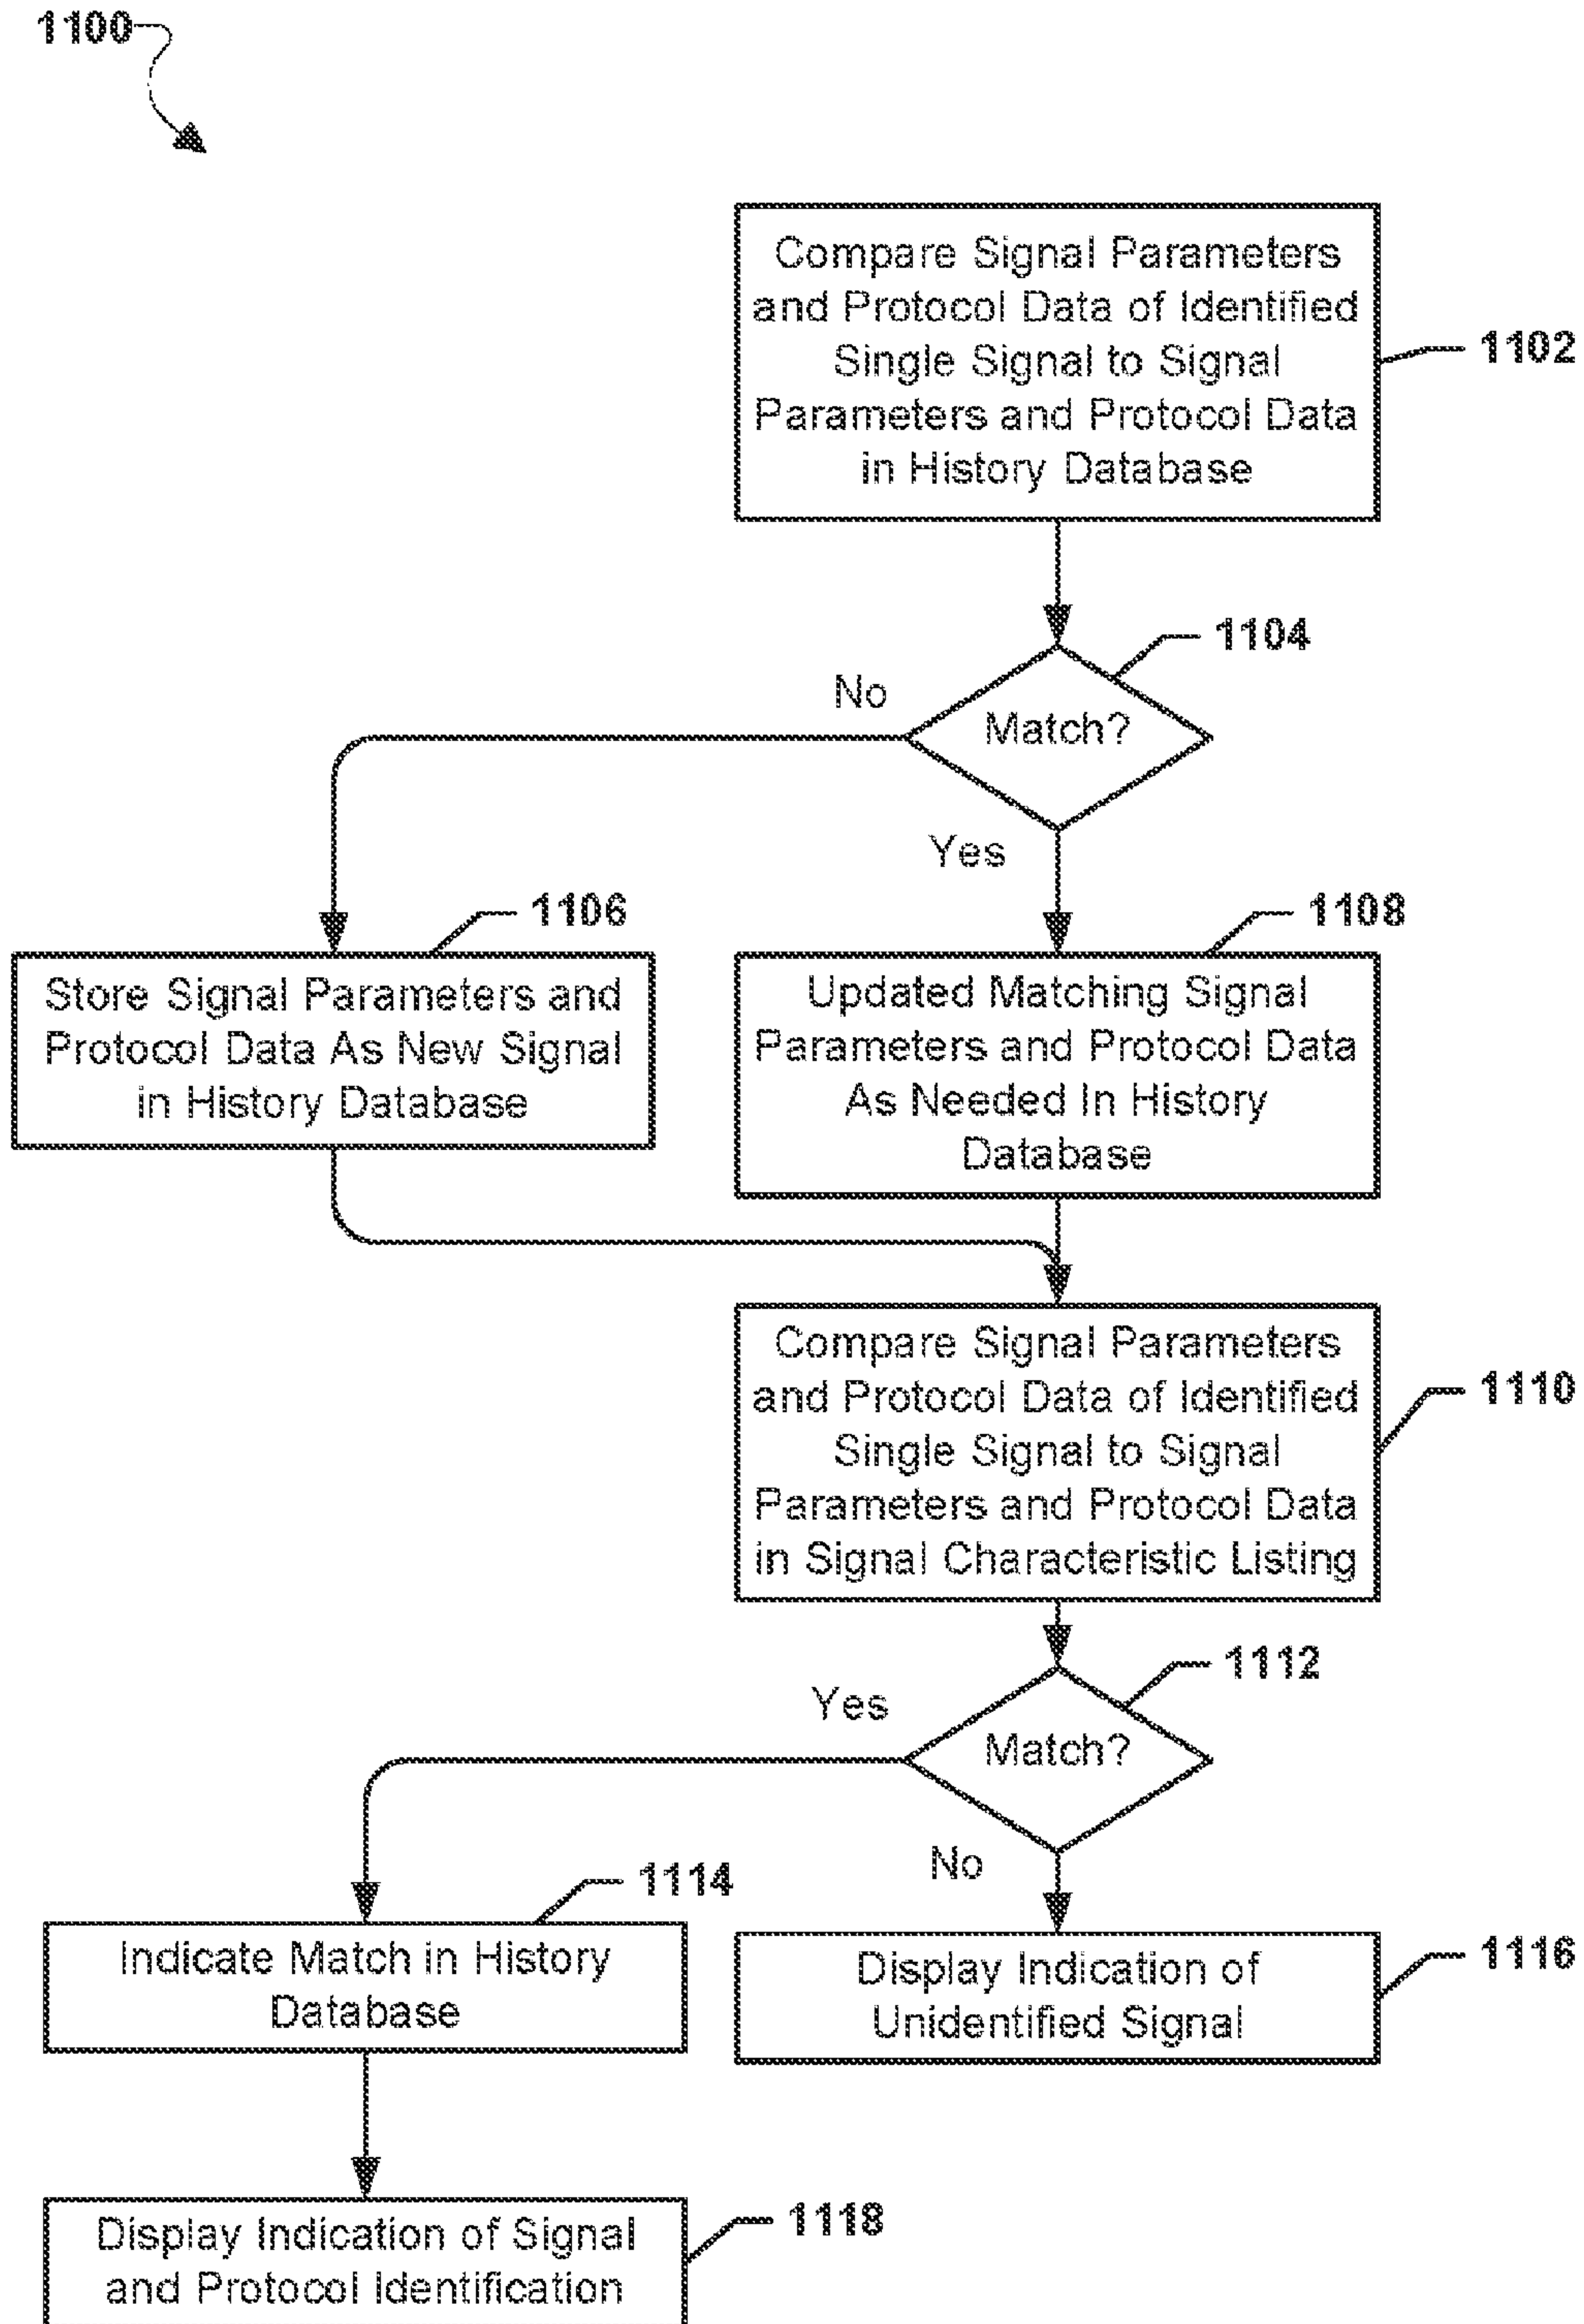 1100
Compare Signal Parameters
and Protocol Data of Identified
Single Signal to Signal
Parameters and Protocol Data
in History Database
1102
1104
No
Match?
Yes
1106
1108
Store Signal Parameters and
Protocol Data As New Signal
in History Database
Updated Matching Signal
Parameters and Protocol Data
As Needed In History
Database
Compare Signal Parameters
and Protocol Data of Identified
Single Signal to Signal
Parameters and Protocol Data
in Signal Characteristic Listing
1110
1112
Yes
Match?
No
1114
Indicate Match in History
Database
Display Indication of
Unidentified Signal
1116
Display Indication of Signal
and Protocol Identification
1118